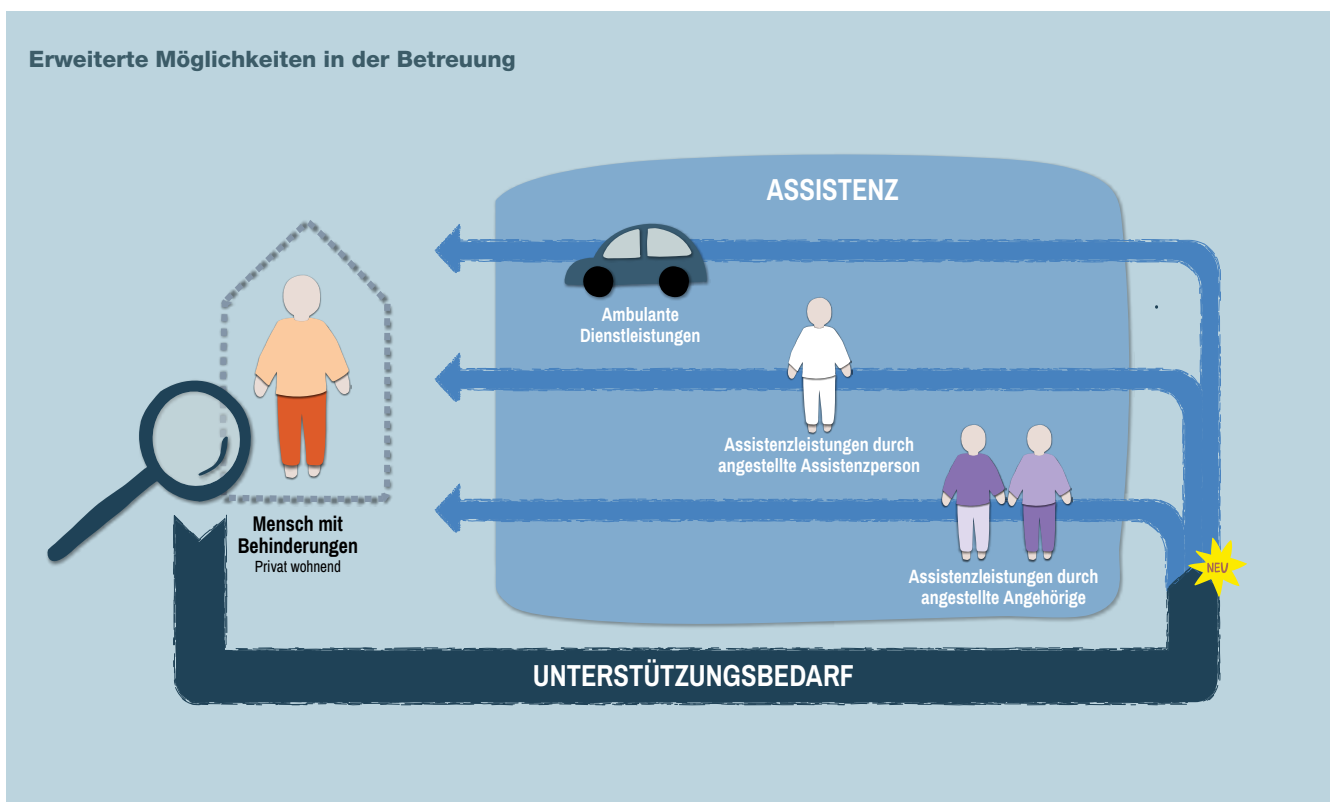 Erweiterte Möglichkeiten in der Betreuung
ASSISTENZ
Ambulante
Dienstleistungen
Assistenzleistungen durch
angestellte Assistenzperson
Mensch mit
Behinderungen
Privat wohnend
Assistenzleistungen durch
angestellte Angehörige
NEU
UNTERSTÜTZUNGSBEDARF